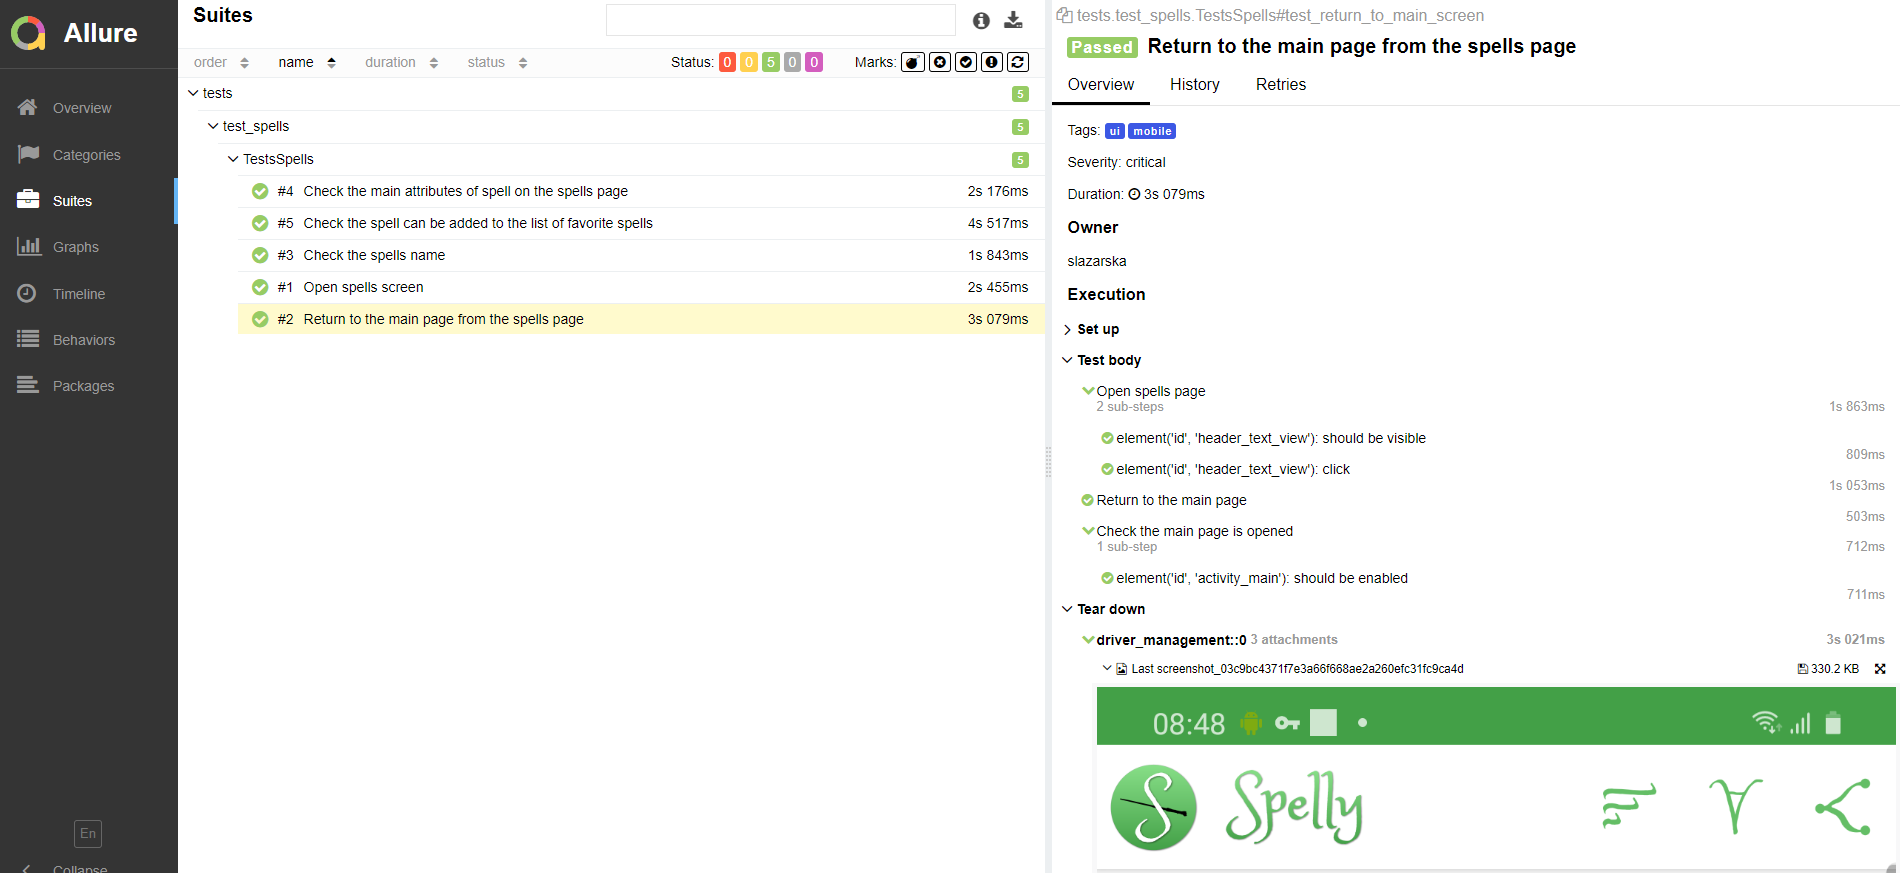 Allure
Overview
Categories
Suites
Graphs
Timeline
Behaviors
Packages
En
Collapse
Suites
order name duration status Status: 0 0 5 0 0 Marks:
tests 5
test_spells 5
TestsSpells 5
#4 Check the main attributes of spell on the spells page 2s 176ms
#5 Check the spell can be added to the list of favorite spells 4s 517ms
#3 Check the spells name 1s 843ms
#1 Open spells screen 2s 455ms
#2 Return to the main page from the spells page 3s 079ms
tests.test_spells.TestsSpells#test_return_to_main_screen
Passed Return to the main page from the spells page
Overview History Retries
Tags: ui mobile
Severity: critical
Duration: 3s 079ms
Owner
slazarska
Execution
Set up
Test body
Open spells page
2 sub-steps 1s 863ms
element('id', 'header_text_view'): should be visible
809ms
element('id', 'header_text_view'): click
1s 053ms
Return to the main page
503ms
Check the main page is opened
1 sub-step 712ms
element('id', 'activity_main'): should be enabled
711ms
Tear down
driver_management::0 3 attachments 3s 021ms
Last screenshot_03c9bc4371f7e3a66f668ae2a260efc31fc9ca4d 330.2 KB
08:48
S Spelly